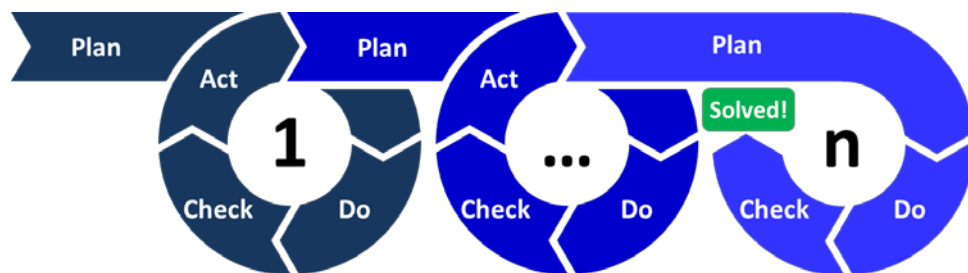 Plan
Plan
Plan
Act
Act
Solved!
1
...
n
Check
Do
Check
Do
Check
Do